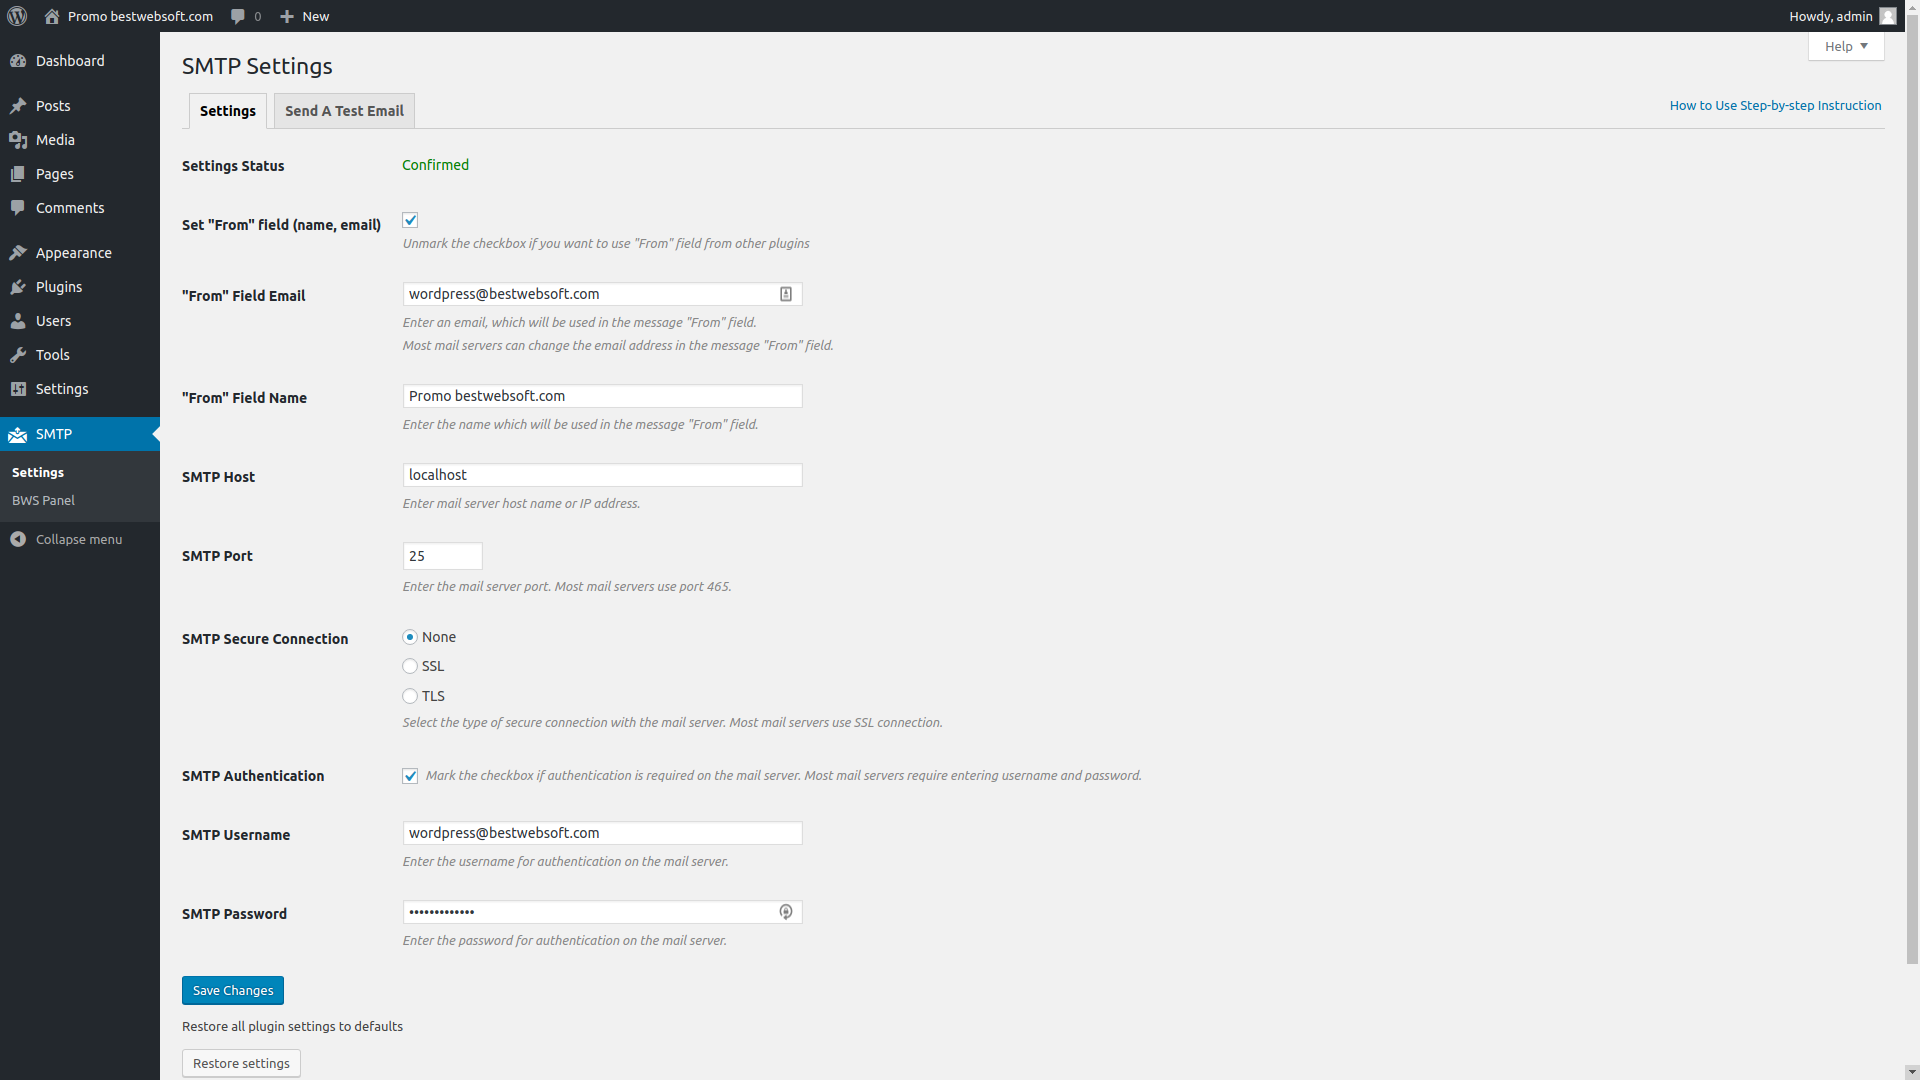 Promo bestwebsoft.com 0 New Howdy, admin
Help
Dashboard
Posts
Media
Pages
Comments
Appearance
Plugins
Users
Tools
Settings
SMTP
Settings
BWS Panel
Collapse menu
SMTP Settings
Settings Send A Test Email
How to Use Step-by-step Instruction
Settings Status Confirmed
Set "From" field (name, email)
Unmark the checkbox if you want to use "From" field from other plugins
"From" Field Email wordpress@bestwebsoft.com
Enter an email, which will be used in the message "From" field.
Most mail servers can change the email address in the message "From" field.
"From" Field Name Promo bestwebsoft.com
Enter the name which will be used in the message "From" field.
SMTP Host localhost
Enter mail server host name or IP address.
SMTP Port 25
Enter the mail server port. Most mail servers use port 465.
SMTP Secure Connection None
SSL
TLS
Select the type of secure connection with the mail server. Most mail servers use SSL connection.
SMTP Authentication Mark the checkbox if authentication is required on the mail server. Most mail servers require entering username and password.
SMTP Username wordpress@bestwebsoft.com
Enter the username for authentication on the mail server.
SMTP Password •••••••••••••
Enter the password for authentication on the mail server.
Save Changes
Restore all plugin settings to defaults
Restore settings